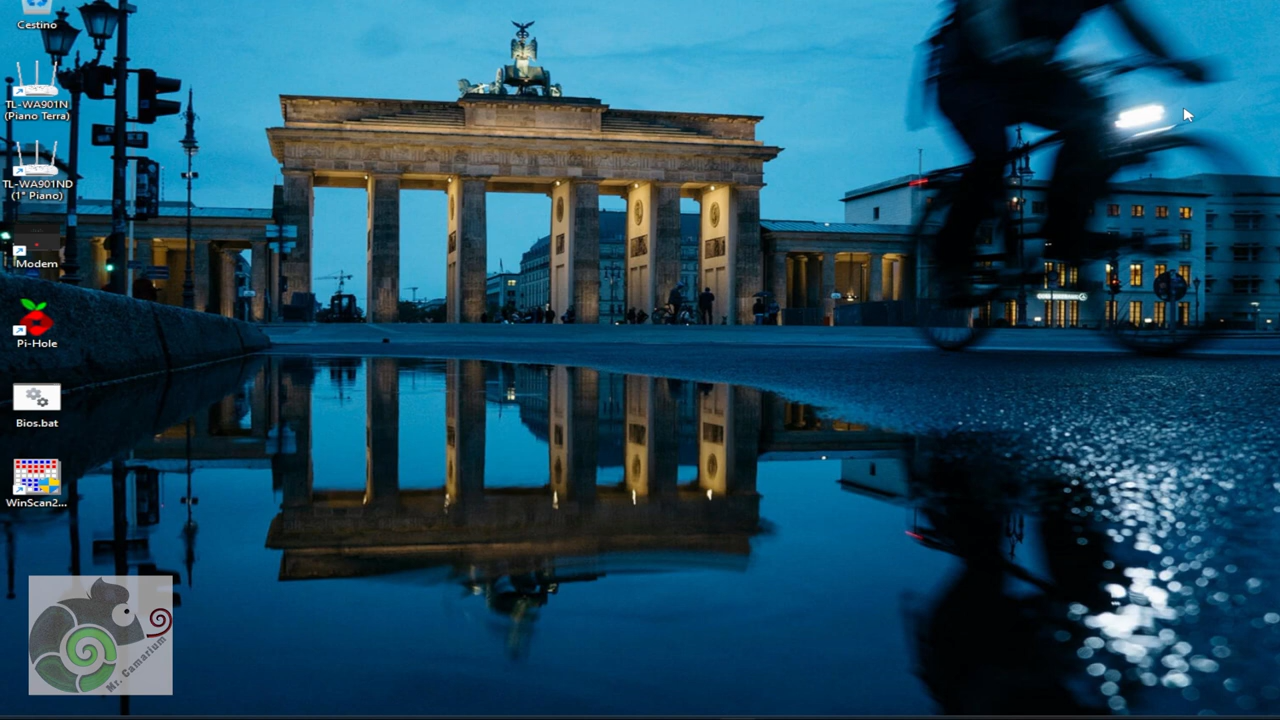 Cestino
TL-WA901N
(Piano Terra)
TL-WA901ND
(1° Piano)
Modem
Pi-Hole
Bios.bat
WinScan2...
Mr. Camarium